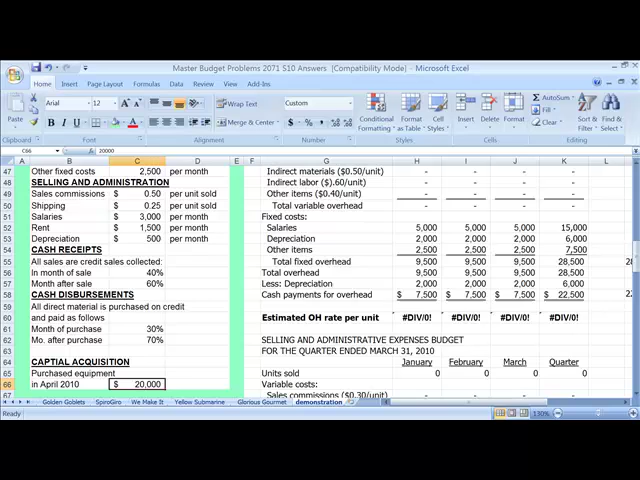 Master Budget Problems 2071 S10 Answers [Compatibility Mode] - Microsoft Excel
Home Insert Page Layout Formulas Data Review View Add-Ins
Arial 12 Wrap Text Custom AutoSum
Paste B I U Merge & Center $ % , Conditional Formatting Format as Table Cell Styles Insert Delete Format Fill Clear Sort & Filter Find & Select
Clipboard Font Alignment Number Styles Cells Editing
C66 20000
A B C D E F G H I J K L
47 Other fixed costs 2,500 per month Indirect materials ($0.50/unit) - - - -
48 SELLING AND ADMINISTRATION Indirect labor ($.60/unit) - - - -
49 Sales commissions $ 0.50 per unit sold Other items ($0.40/unit) - - - -
50 Shipping $ 0.25 per unit sold Total variable overhead - - - -
51 Salaries $ 3,000 per month Fixed costs:
52 Rent $ 1,500 per month Salaries 5,000 5,000 5,000 15,000
53 Depreciation $ 500 per month Depreciation 2,000 2,000 2,000 6,000
54 CASH RECEIPTS Other items 2,500 2,500 2,500 7,500
55 All sales are credit sales collected: Total fixed overhead 9,500 9,500 9,500 28,500 28
56 In month of sale 40% Total overhead 9,500 9,500 9,500 28,500
57 Month after sale 60% Less: Depreciation 2,000 2,000 2,000 6,000
58 CASH DISBURSEMENTS Cash payments for overhead $ 7,500 $ 7,500 $ 7,500 $ 22,500 22
59 All direct material is purchased on credit
60 and paid as follows Estimated OH rate per unit #DIV/0! #DIV/0! #DIV/0! #DIV/0!
61 Month of purchase 30%
62 Mo. after purchase 70% SELLING AND ADMINISTRATIVE EXPENSES BUDGET
63 FOR THE QUARTER ENDED MARCH 31, 2010
64 CAPTIAL ACQUISITION January February March Quarter
65 Purchased equipment Units sold 0 0 0 0
66 in April 2010 $ 20,000 Variable costs:
67 Sales commissions ($0.30/unit) - - - -
Golden Goblets SpiroGiro We Make It Yellow Submarine Glorious Gourmet demonstration
Ready 130%